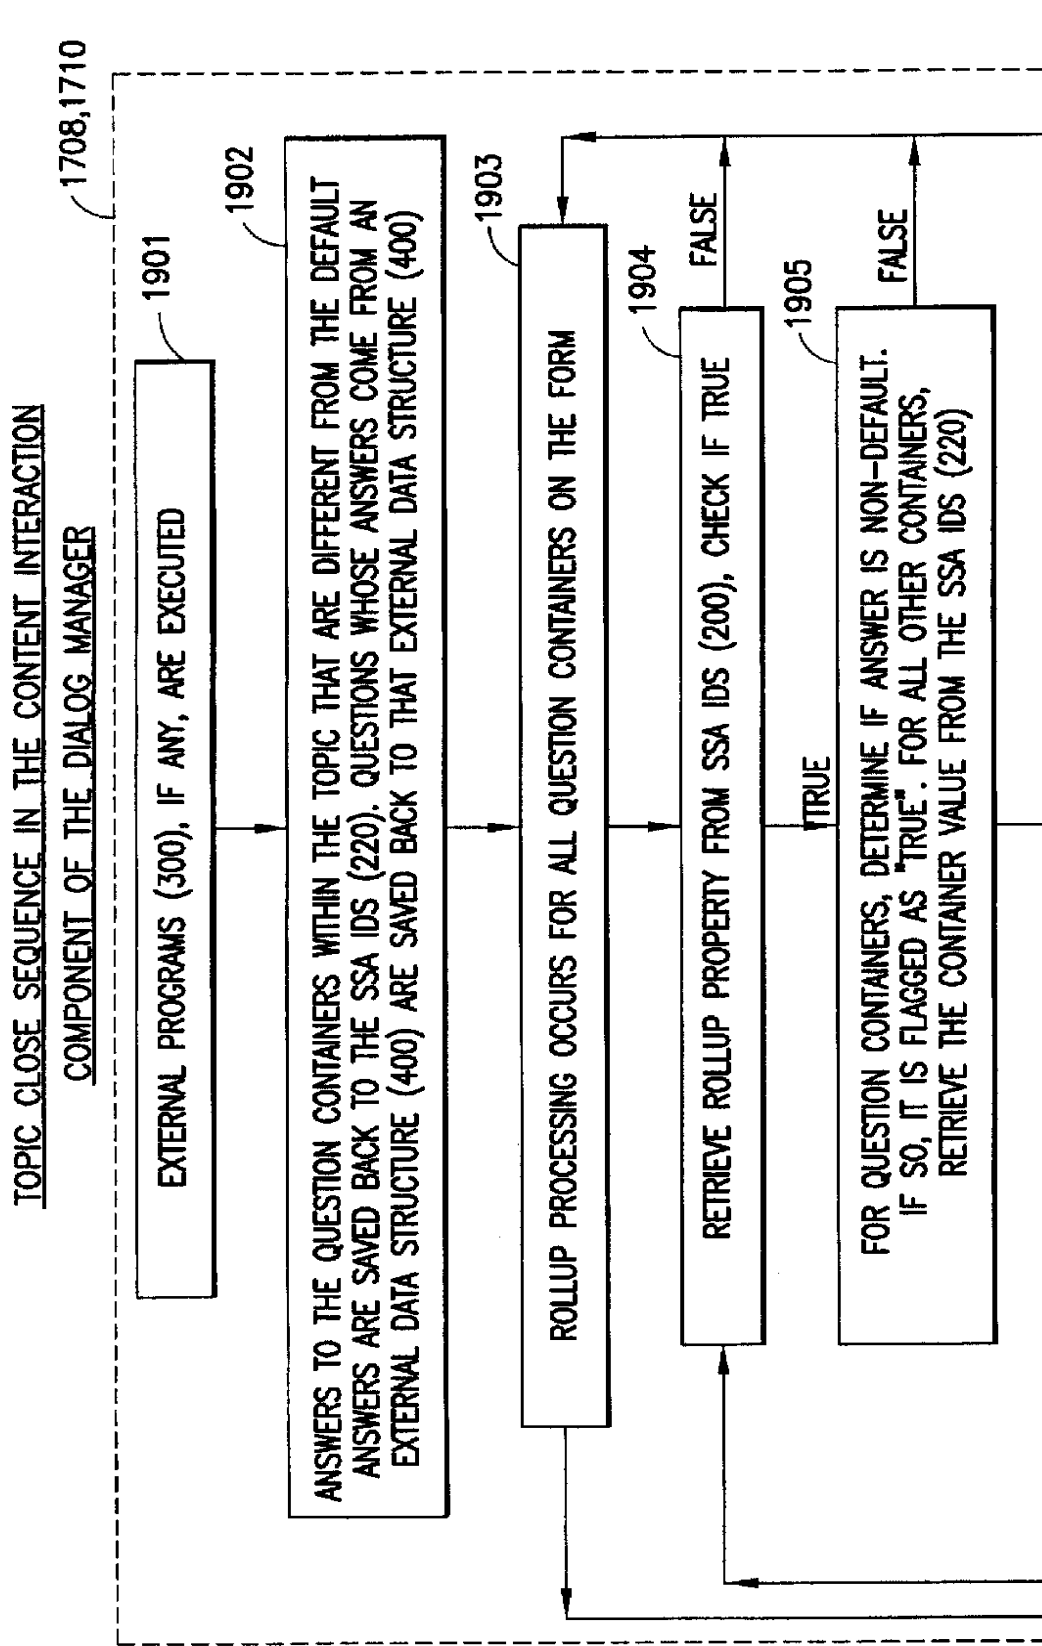 TOPIC CLOSE SEQUENCE IN THE CONTENT INTERACTION
COMPONENT OF THE DIALOG MANAGER
1708,1710
1901
EXTERNAL PROGRAMS (300), IF ANY, ARE EXECUTED
1902
ANSWERS TO THE QUESTION CONTAINERS WITHIN THE TOPIC THAT ARE DIFFERENT FROM THE DEFAULT
ANSWERS ARE SAVED BACK TO THE SSA IDS (220). QUESTIONS WHOSE ANSWERS COME FROM AN
EXTERNAL DATA STRUCTURE (400) ARE SAVED BACK TO THAT EXTERNAL DATA STRUCTURE (400)
1903
ROLLUP PROCESSING OCCURS FOR ALL QUESTION CONTAINERS ON THE FORM
1904
RETRIEVE ROLLUP PROPERTY FROM SSA IDS (200), CHECK IF TRUE
FALSE
TRUE
1905
FOR QUESTION CONTAINERS, DETERMINE IF ANSWER IS NON-DEFAULT.
IF SO, IT IS FLAGGED AS "TRUE". FOR ALL OTHER CONTAINERS,
RETRIEVE THE CONTAINER VALUE FROM THE SSA IDS (220)
FALSE